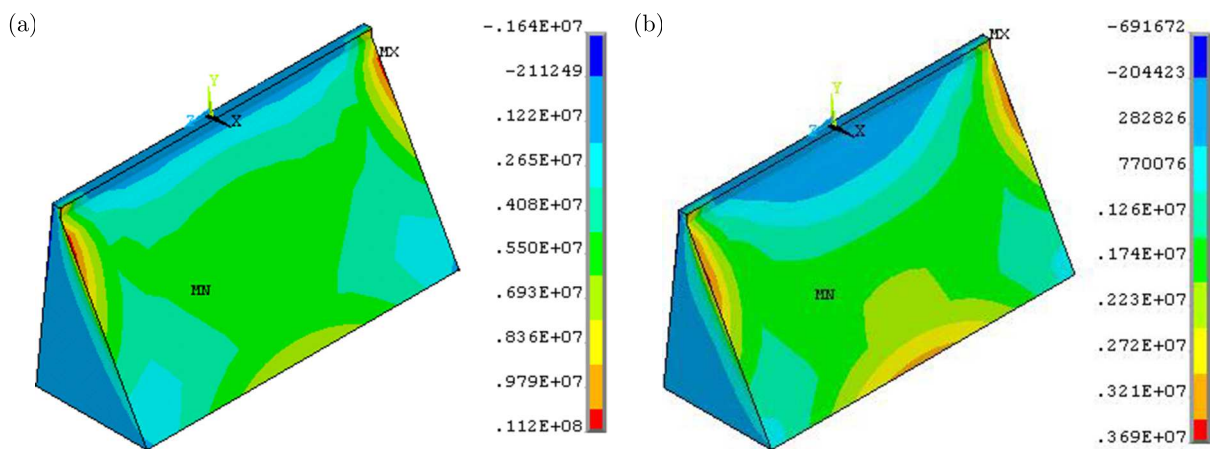 (a)
-.164E+07
-211249
.122E+07
.265E+07
.408E+07
.550E+07
.693E+07
.836E+07
.979E+07
.112E+08
MX
Y
Z
X
MN
(b)
-691672
-204423
282826
770076
.126E+07
.174E+07
.223E+07
.272E+07
.321E+07
.369E+07
MX
Y
Z
X
MN